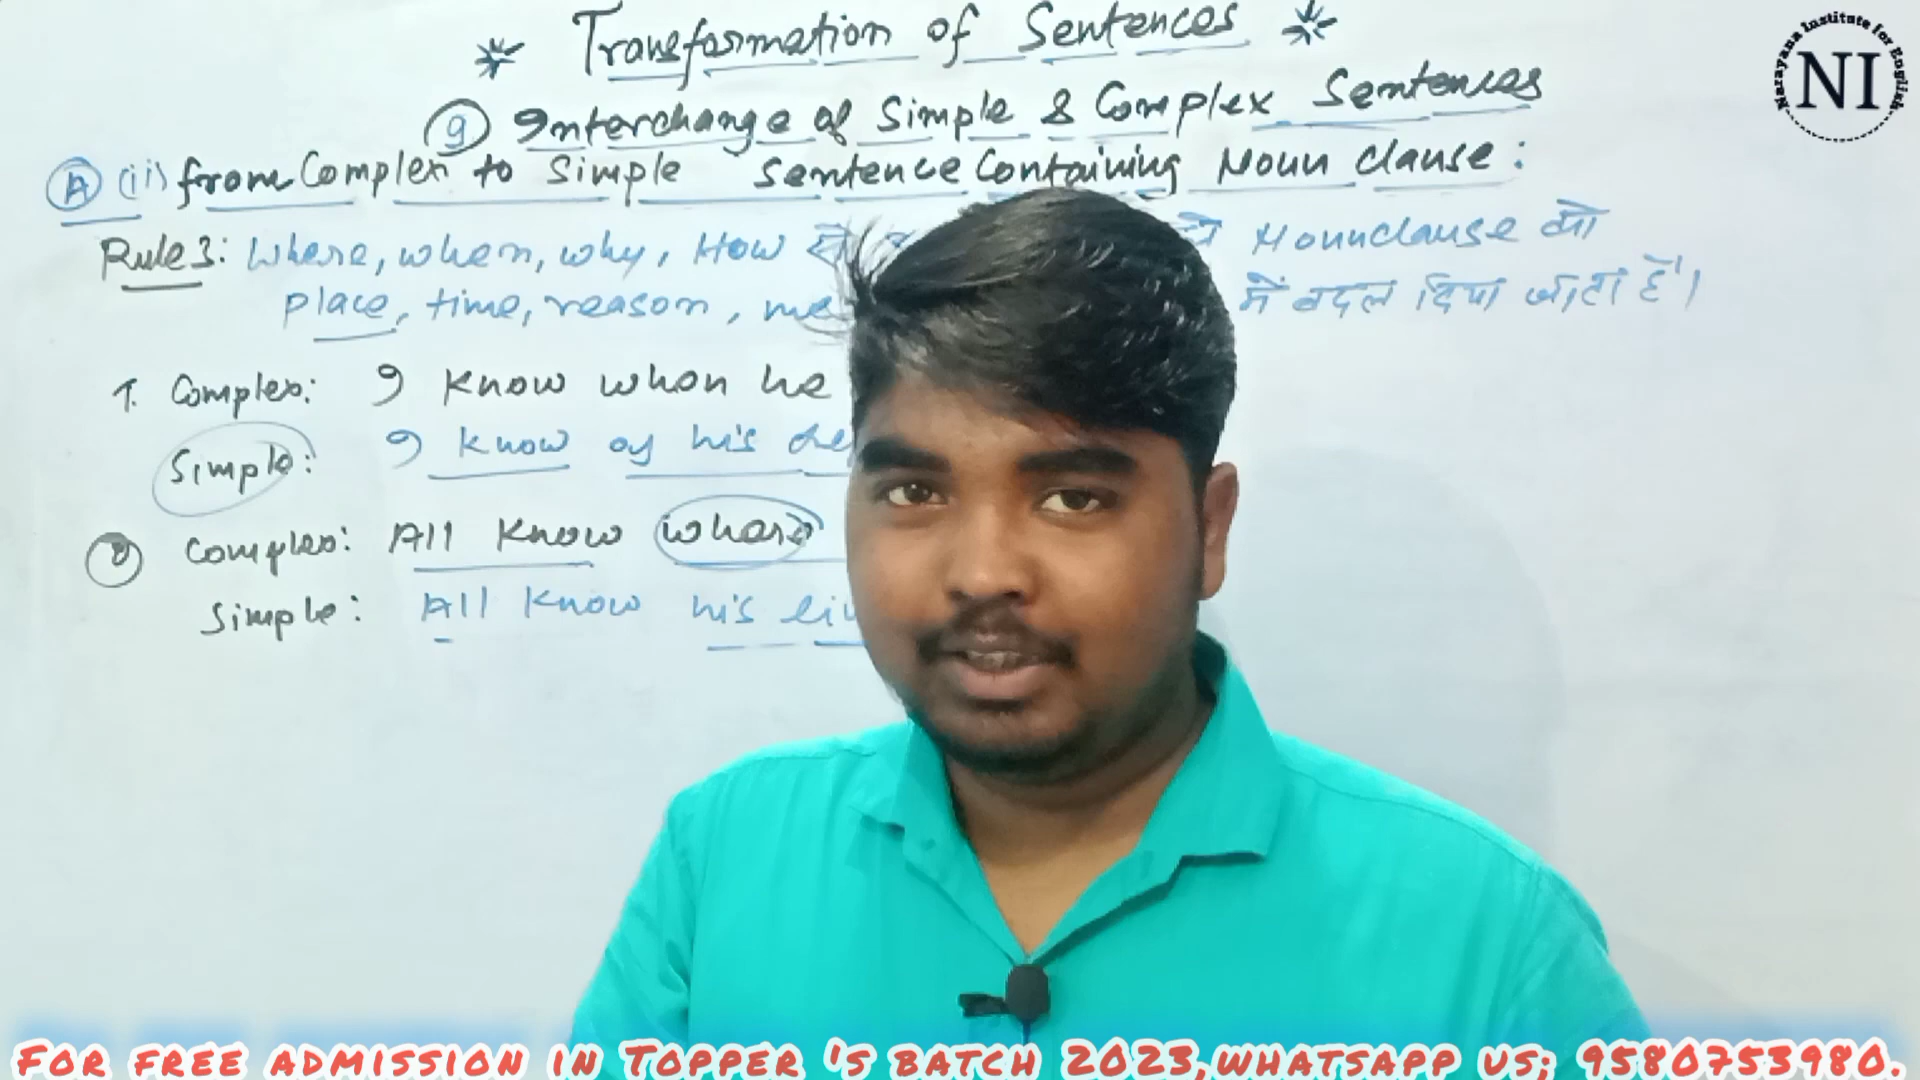 Transformation of Sentences
9 Interchange of Simple & Complex Sentences
A (ii) from Complex to Simple Sentence Containing Noun clause:
Rule 3: Where, when, why, How से Nounclause को
place, time, reason, me में बदल दिया जाता है।
1. Complex: I know when he
Simple: I know of his de
2 Complex: All know where
Simple: All know his liv
NI
Narayana Institute for English
For free admission in Topper 's batch 2023,whatsapp us; 9580753980.